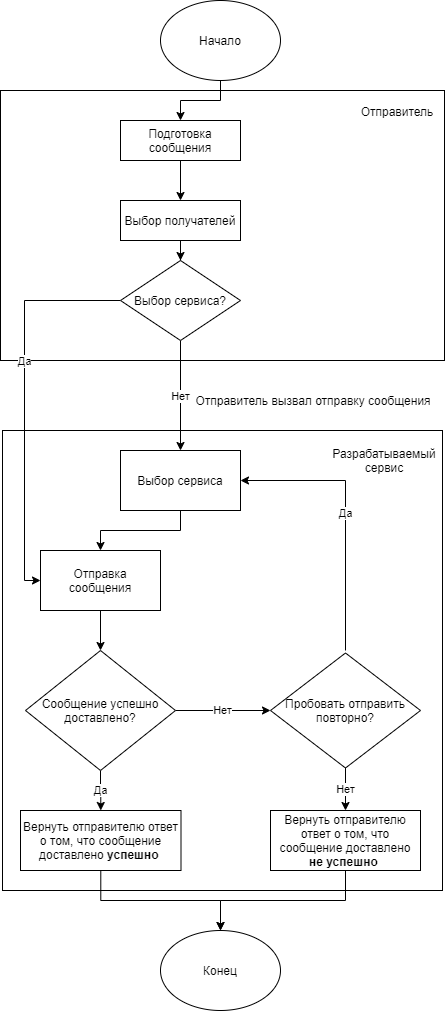 Начало
Отправитель
Подготовка
сообщения
Выбор получателей
Выбор сервиса?
Да
Нет
Отправитель вызвал отправку сообщения
Разрабатываемый
сервис
Выбор сервиса
Да
Отправка
сообщения
Сообщение успешно
доставлено?
Нет
Пробовать отправить
повторно?
Да
Нет
Вернуть отправителю ответ
о том, что сообщение
доставлено успешно
Вернуть отправителю
ответ о том, что
сообщение доставлено
не успешно
Конец